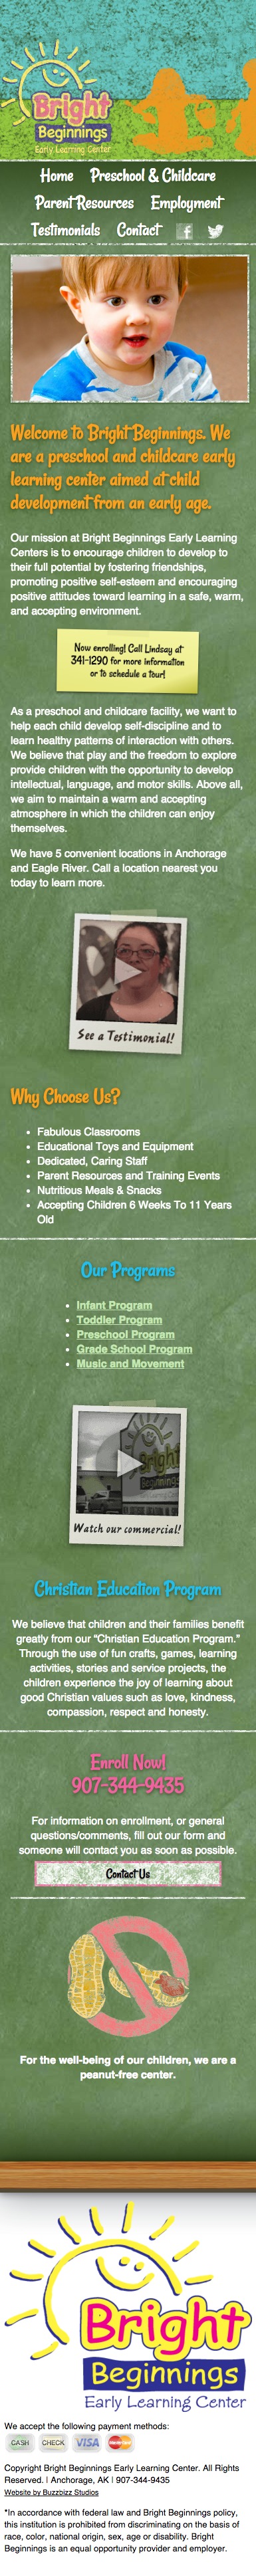 Bright
Beginnings
Early Learning Center
Home Preschool & Childcare
Parent Resources Employment
Testimonials Contact
Welcome to Bright Beginnings. We
are a preschool and childcare early
learning center aimed at child
development from an early age.
Our mission at Bright Beginnings Early Learning
Centers is to encourage children to develop to
their full potential by fostering friendships,
promoting positive self-esteem and encouraging
positive attitudes toward learning in a safe, warm,
and accepting environment.
Now enrolling! Call Lindsay at
341-1290 for more information
or to schedule a tour!
As a preschool and childcare facility, we want to
help each child develop self-discipline and to
learn healthy patterns of interaction with others.
We believe that play and the freedom to explore
provide children with the opportunity to develop
intellectual, language, and motor skills. Above all,
we aim to maintain a warm and accepting
atmosphere in which the children can enjoy
themselves.
We have 5 convenient locations in Anchorage
and Eagle River. Call a location nearest you
today to learn more.
See a Testimonial!
Why Choose Us?
• Fabulous Classrooms
• Educational Toys and Equipment
• Dedicated, Caring Staff
• Parent Resources and Training Events
• Nutritious Meals & Snacks
• Accepting Children 6 Weeks To 11 Years
Old
Our Programs
• Infant Program
• Toddler Program
• Preschool Program
• Grade School Program
• Music and Movement
Bright
Beginnings
Watch our commercial!
Christian Education Program
We believe that children and their families benefit
greatly from our "Christian Education Program."
Through the use of fun crafts, games, learning
activities, stories and service projects, the
children experience the joy of learning about
good Christian values such as love, kindness,
compassion, respect and honesty.
Enroll Now!
907-344-9435
For information on enrollment, or general
questions/comments, fill out our form and
someone will contact you as soon as possible.
Contact Us
For the well-being of our children, we are a
peanut-free center.
Bright
Beginnings
Early Learning Center
We accept the following payment methods:
CASH CHECK VISA MasterCard
Copyright Bright Beginnings Early Learning Center. All Rights
Reserved. | Anchorage, AK | 907-344-9435
Website by Buzzbizz Studios
*In accordance with federal law and Bright Beginnings policy,
this institution is prohibited from discriminating on the basis of
race, color, national origin, sex, age or disability. Bright
Beginnings is an equal opportunity provider and employer.